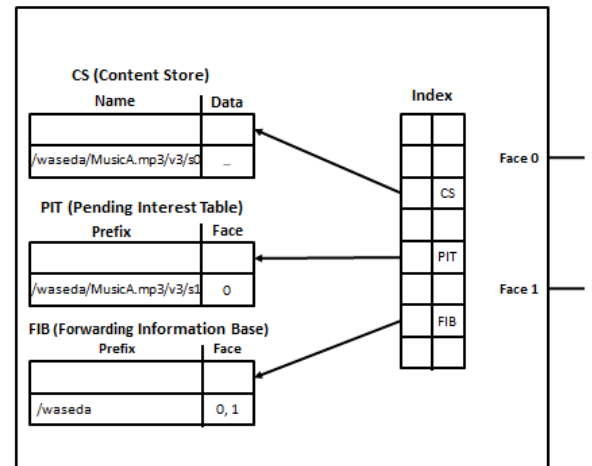 CS (Content Store)
Name Data
/waseda/MusicA.mp3/v3/s0 _
PIT (Pending Interest Table)
Prefix Face
/waseda/MusicA.mp3/v3/s1 0
FIB (Forwarding Information Base)
Prefix Face
/waseda 0, 1
Index
CS
PIT
FIB
Face 0
Face 1